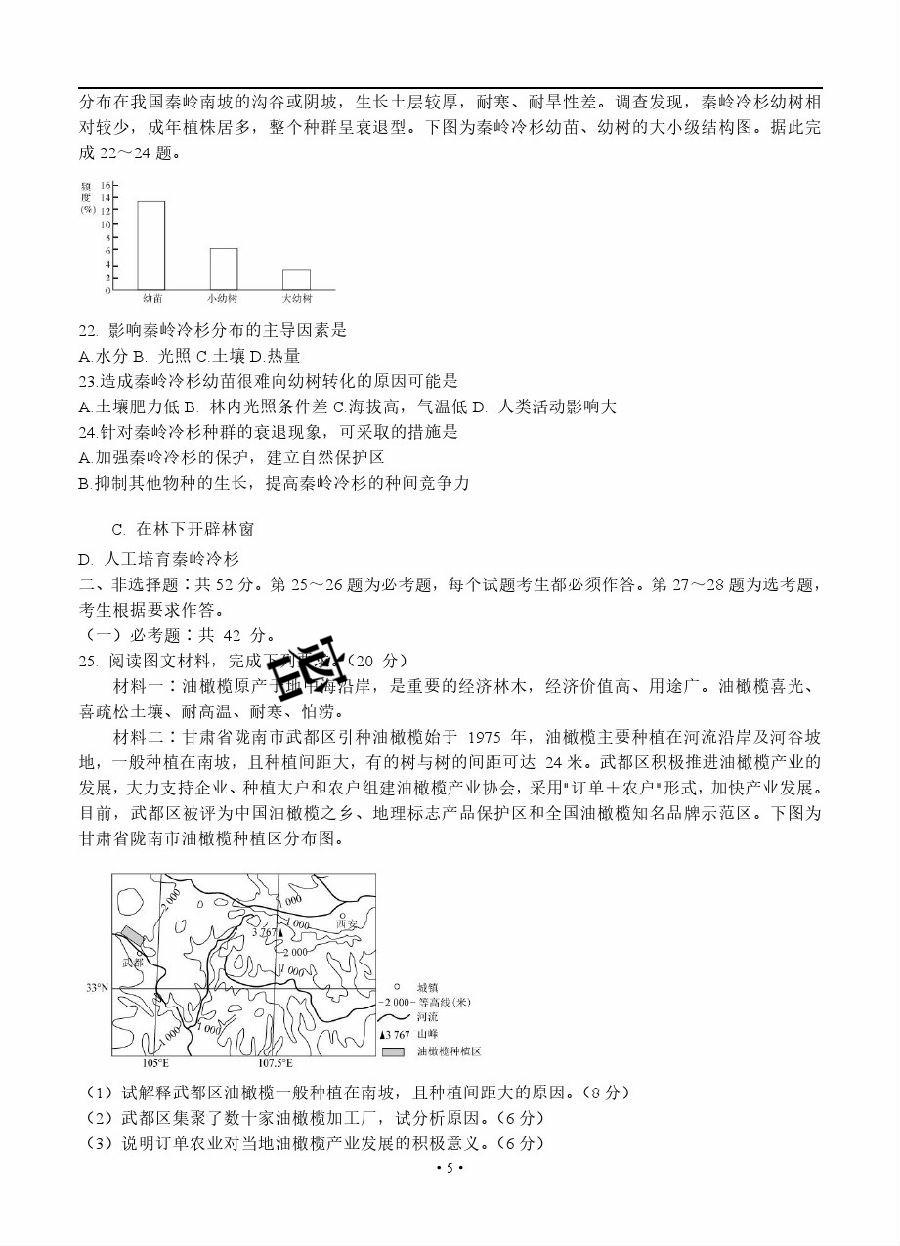 分布在我国秦岭南坡的沟谷或阴坡，生长土层较厚，耐寒、耐旱性差。调查发现，秦岭冷杉幼树相
对较少，成年植株居多，整个种群呈衰退型。下图为秦岭冷杉幼苗、幼树的大小级结构图。据此完
成 22～24 题。
频度(%)
16
14
12
10
8
6
4
2
0
幼苗 小幼树 大幼树
22. 影响秦岭冷杉分布的主导因素是
A.水分 B. 光照 C.土壤 D.热量
23.造成秦岭冷杉幼苗很难向幼树转化的原因可能是
A.土壤肥力低 B. 林内光照条件差 C.海拔高，气温低 D. 人类活动影响大
24.针对秦岭冷杉种群的衰退现象，可采取的措施是
A.加强秦岭冷杉的保护，建立自然保护区
B.抑制其他物种的生长，提高秦岭冷杉的种间竞争力
C. 在林下开辟林窗
D. 人工培育秦岭冷杉
二、非选择题：共 52 分。第 25～26 题为必考题，每个试题考生都必须作答。第 27～28 题为选考题，
考生根据要求作答。
（一）必考题：共 42 分。
25. 阅读图文材料，完成下列要求。（20 分）
材料一：油橄榄原产于地中海沿岸，是重要的经济林木，经济价值高、用途广。油橄榄喜光、
喜疏松土壤、耐高温、耐寒、怕涝。
材料二：甘肃省陇南市武都区引种油橄榄始于 1975 年，油橄榄主要种植在河流沿岸及河谷坡
地，一般种植在南坡，且种植间距大，有的树与树的间距可达 24 米。武都区积极推进油橄榄产业的
发展，大力支持企业、种植大户和农户组建油橄榄产业协会，采用"订单＋农户"形式，加快产业发展。
目前，武都区被评为中国油橄榄之乡、地理标志产品保护区和全国油橄榄知名品牌示范区。下图为
甘肃省陇南市油橄榄种植区分布图。
2 000
1 000
1 000
西安
3 767
2 000
武都
1 000
33°N
1 000
1 000
105°E 107.5°E
城镇
-2 000- 等高线(米)
河流
▲3 767 山峰
油橄榄种植区
（1）试解释武都区油橄榄一般种植在南坡，且种植间距大的原因。（8 分）
（2）武都区集聚了数十家油橄榄加工厂，试分析原因。（6 分）
（3）说明订单农业对当地油橄榄产业发展的积极意义。（6 分）
·5·